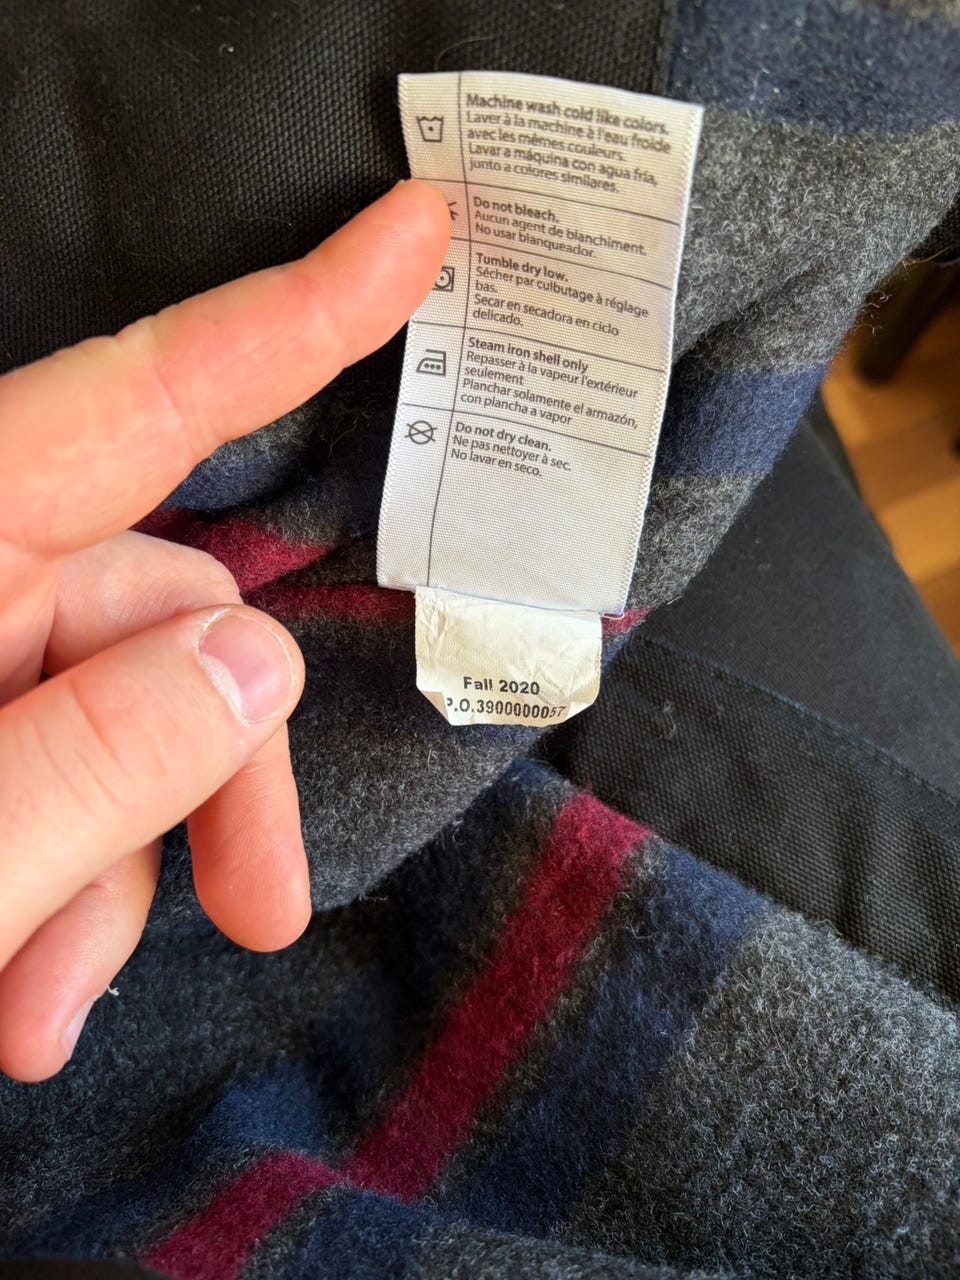 Machine wash cold like colors.
Laver à la machine à l'eau froide
avec les mêmes couleurs.
Lavar a máquina con agua fría,
junto a colores similares.
Do not bleach.
Aucun agent de blanchiment.
No usar blanqueador.
Tumble dry low.
Sécher par culbutage à réglage
bas.
Secar en secadora en ciclo
delicado.
Steam iron shell only
Repasser à la vapeur l'extérieur
seulement
Planchar solamente el armazón,
con plancha a vapor
Do not dry clean.
Ne pas nettoyer à sec.
No lavar en seco.
Fall 2020
P.O.3900000057